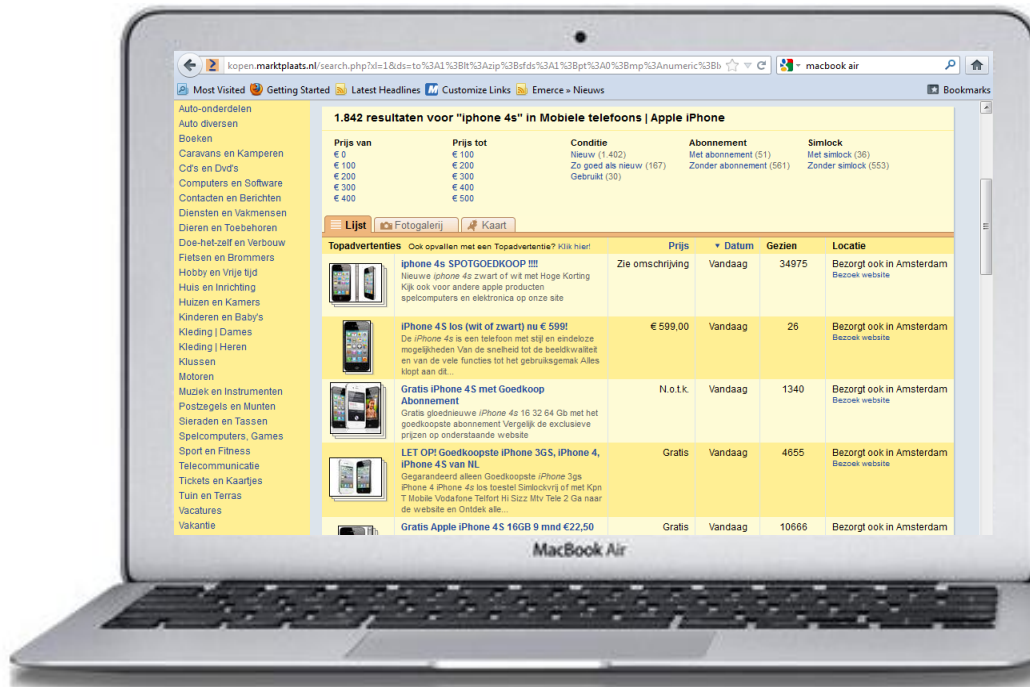 kopen.marktplaats.nl/search.php?xl=1&ds=to%3A1%3Blt%3Azip%3Bsfds%3A1%3Bpt%3A0%3Bmp%3Anumeric%3Bb
macbook air
Most Visited Getting Started Latest Headlines Customize Links Emerce » Nieuws Bookmarks
Auto-onderdelen
Auto diversen
Boeken
Caravans en Kamperen
Cd's en Dvd's
Computers en Software
Contacten en Berichten
Diensten en Vakmensen
Dieren en Toebehoren
Doe-het-zelf en Verbouw
Fietsen en Brommers
Hobby en Vrije tijd
Huis en Inrichting
Huizen en Kamers
Kinderen en Baby's
Kleding | Dames
Kleding | Heren
Klussen
Motoren
Muziek en Instrumenten
Postzegels en Munten
Sieraden en Tassen
Spelcomputers, Games
Sport en Fitness
Telecommunicatie
Tickets en Kaartjes
Tuin en Terras
Vacatures
Vakantie
1.842 resultaten voor "iphone 4s" in Mobiele telefoons | Apple iPhone
Prijs van
€ 0
€ 100
€ 200
€ 300
€ 400
Prijs tot
€ 100
€ 200
€ 300
€ 400
€ 500
Conditie
Nieuw (1.402)
Zo goed als nieuw (167)
Gebruikt (30)
Abonnement
Met abonnement (51)
Zonder abonnement (561)
Simlock
Met simlock (36)
Zonder simlock (553)
Lijst Fotogalerij Kaart
Topadvertenties Ook opvallen met een Topadvertentie? Klik hier! Prijs Datum Gezien Locatie
iphone 4s SPOTGOEDKOOP !!!!
Nieuwe iphone 4s zwart of wit met Hoge Korting
Kijk ook voor andere apple producten
spelcomputers en elektronica op onze site
Zie omschrijving Vandaag 34975 Bezorgt ook in Amsterdam
Bezoek website
iPhone 4S los (wit of zwart) nu € 599!
De iPhone 4s is een telefoon met stijl en eindeloze
mogelijkheden Van de snelheid tot de beeldkwaliteit
en van de vele functies tot het gebruiksgemak Alles
klopt aan dit...
€ 599,00 Vandaag 26 Bezorgt ook in Amsterdam
Bezoek website
Gratis iPhone 4S met Goedkoop
Abonnement
Gratis gloednieuwe iPhone 4s 16 32 64 Gb met het
goedkoopste abonnement Vergelijk de exclusieve
prijzen op onderstaande website
N.o.t.k. Vandaag 1340 Bezorgt ook in Amsterdam
Bezoek website
LET OP! Goedkoopste iPhone 3GS, iPhone 4,
iPhone 4S van NL
Gegarandeerd alleen Goedkoopste iPhone 3gs
iPhone 4 iPhone 4s los toestel Simlockvrij of met Kpn
T Mobile Vodafone Telfort Hi Sizz Mtv Tele 2 Ga naar
de website en Ontdek alle...
Gratis Vandaag 4655 Bezorgt ook in Amsterdam
Bezoek website
Gratis Apple iPhone 4S 16GB 9 mnd €22,50
Gratis Vandaag 10666 Bezorgt ook in Amsterdam
MacBook Air